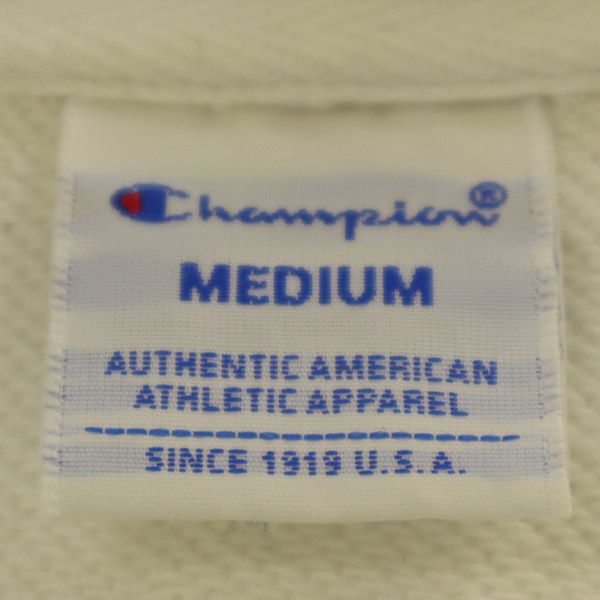 Champion®
MEDIUM
AUTHENTIC AMERICAN
ATHLETIC APPAREL
SINCE 1919 U.S.A.